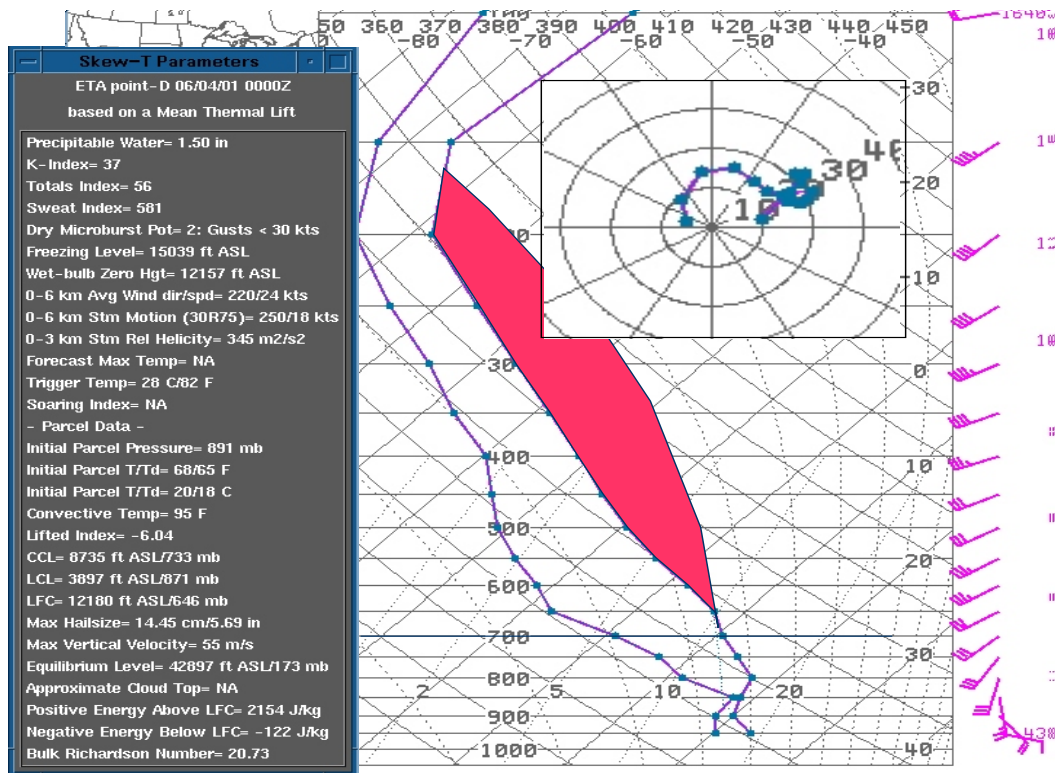 50 360 370 380 390 400 410 420 430 440 450
-80 -70 -60 -50 -40
Skew-T Parameters
ETA point-D 06/04/01 0000Z
based on a Mean Thermal Lift
Precipitable Water= 1.50 in
K-Index= 37
Totals Index= 56
Sweat Index= 581
Dry Microburst Pot= 2: Gusts < 30 kts
Freezing Level= 15039 ft ASL
Wet-bulb Zero Hgt= 12157 ft ASL
0-6 km Avg Wind dir/spd= 220/24 kts
0-6 km Stm Motion (30R75)= 250/18 kts
0-3 km Stm Rel Helicity= 345 m2/s2
Forecast Max Temp= NA
Trigger Temp= 28 C/82 F
Soaring Index= NA
- Parcel Data -
Initial Parcel Pressure= 891 mb
Initial Parcel T/Td= 68/65 F
Initial Parcel T/Td= 20/18 C
Convective Temp= 95 F
Lifted Index= -6.04
CCL= 8735 ft ASL/733 mb
LCL= 3897 ft ASL/871 mb
LFC= 12180 ft ASL/646 mb
Max Hailsize= 14.45 cm/5.69 in
Max Vertical Velocity= 55 m/s
Equilibrium Level= 42897 ft ASL/173 mb
Approximate Cloud Top= NA
Positive Energy Above LFC= 2154 J/kg
Negative Energy Below LFC= -122 J/kg
Bulk Richardson Number= 20.73
10 30
-30
-20
-10
0
400
10
500
20
600
700
30
800
2 5 10 20
900
1000
40